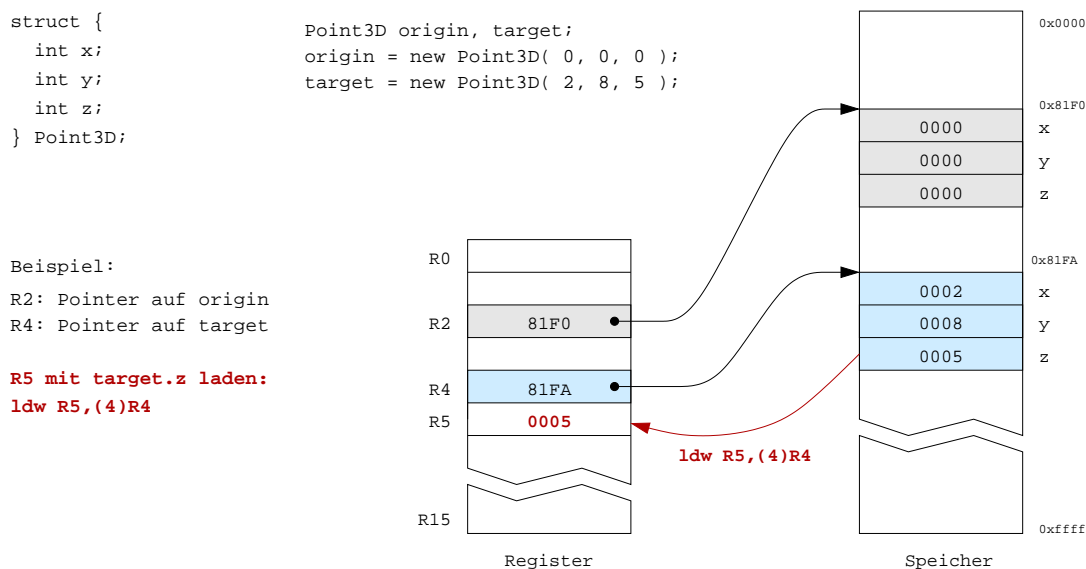 struct {
int x;
int y;
int z;
} Point3D;
Point3D origin, target;
origin = new Point3D( 0, 0, 0 );
target = new Point3D( 2, 8, 5 );
Beispiel:
R2: Pointer auf origin
R4: Pointer auf target
R5 mit target.z laden:
ldw R5,(4)R4
R0
R2
81F0
R4
81FA
R5
0005
R15
Register
ldw R5,(4)R4
0x0000
0x81F0
0000
x
0000
y
0000
z
0x81FA
0002
x
0008
y
0005
z
0xffff
Speicher